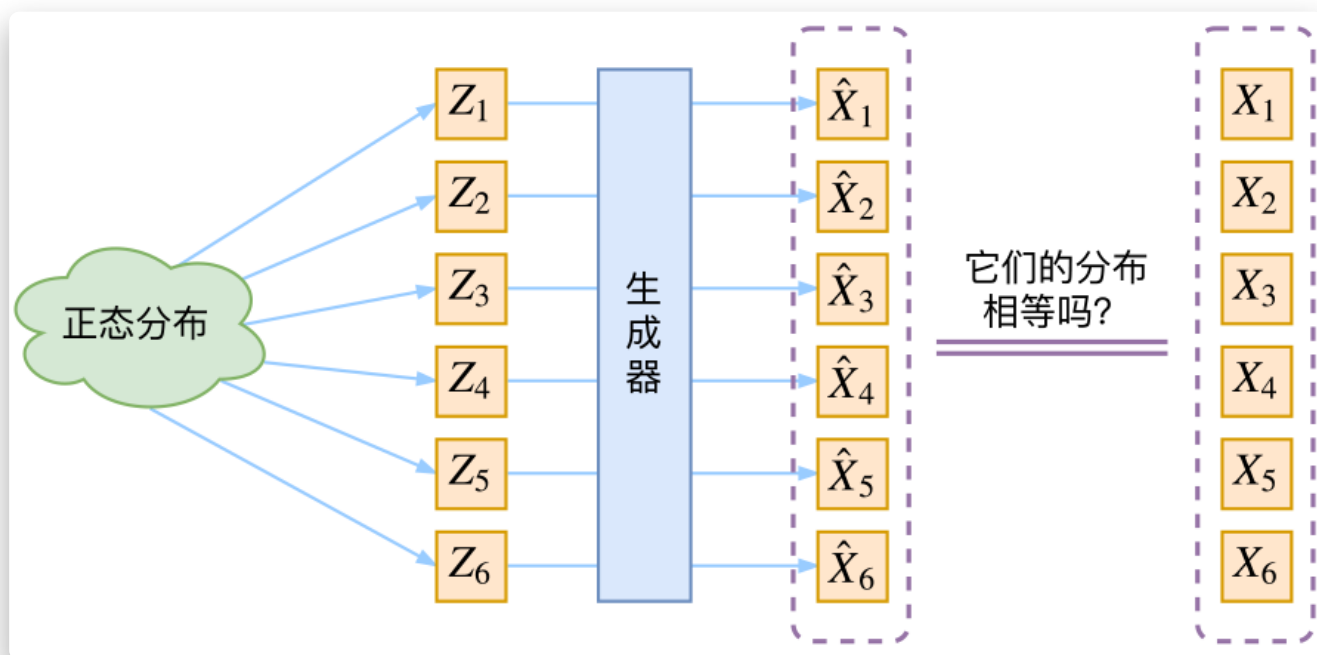 正态分布
Z₁
Z₂
Z₃
Z₄
Z₅
Z₆
生
成
器
X̂₁
X̂₂
X̂₃
X̂₄
X̂₅
X̂₆
它们的分布
相等吗?
X₁
X₂
X₃
X₄
X₅
X₆